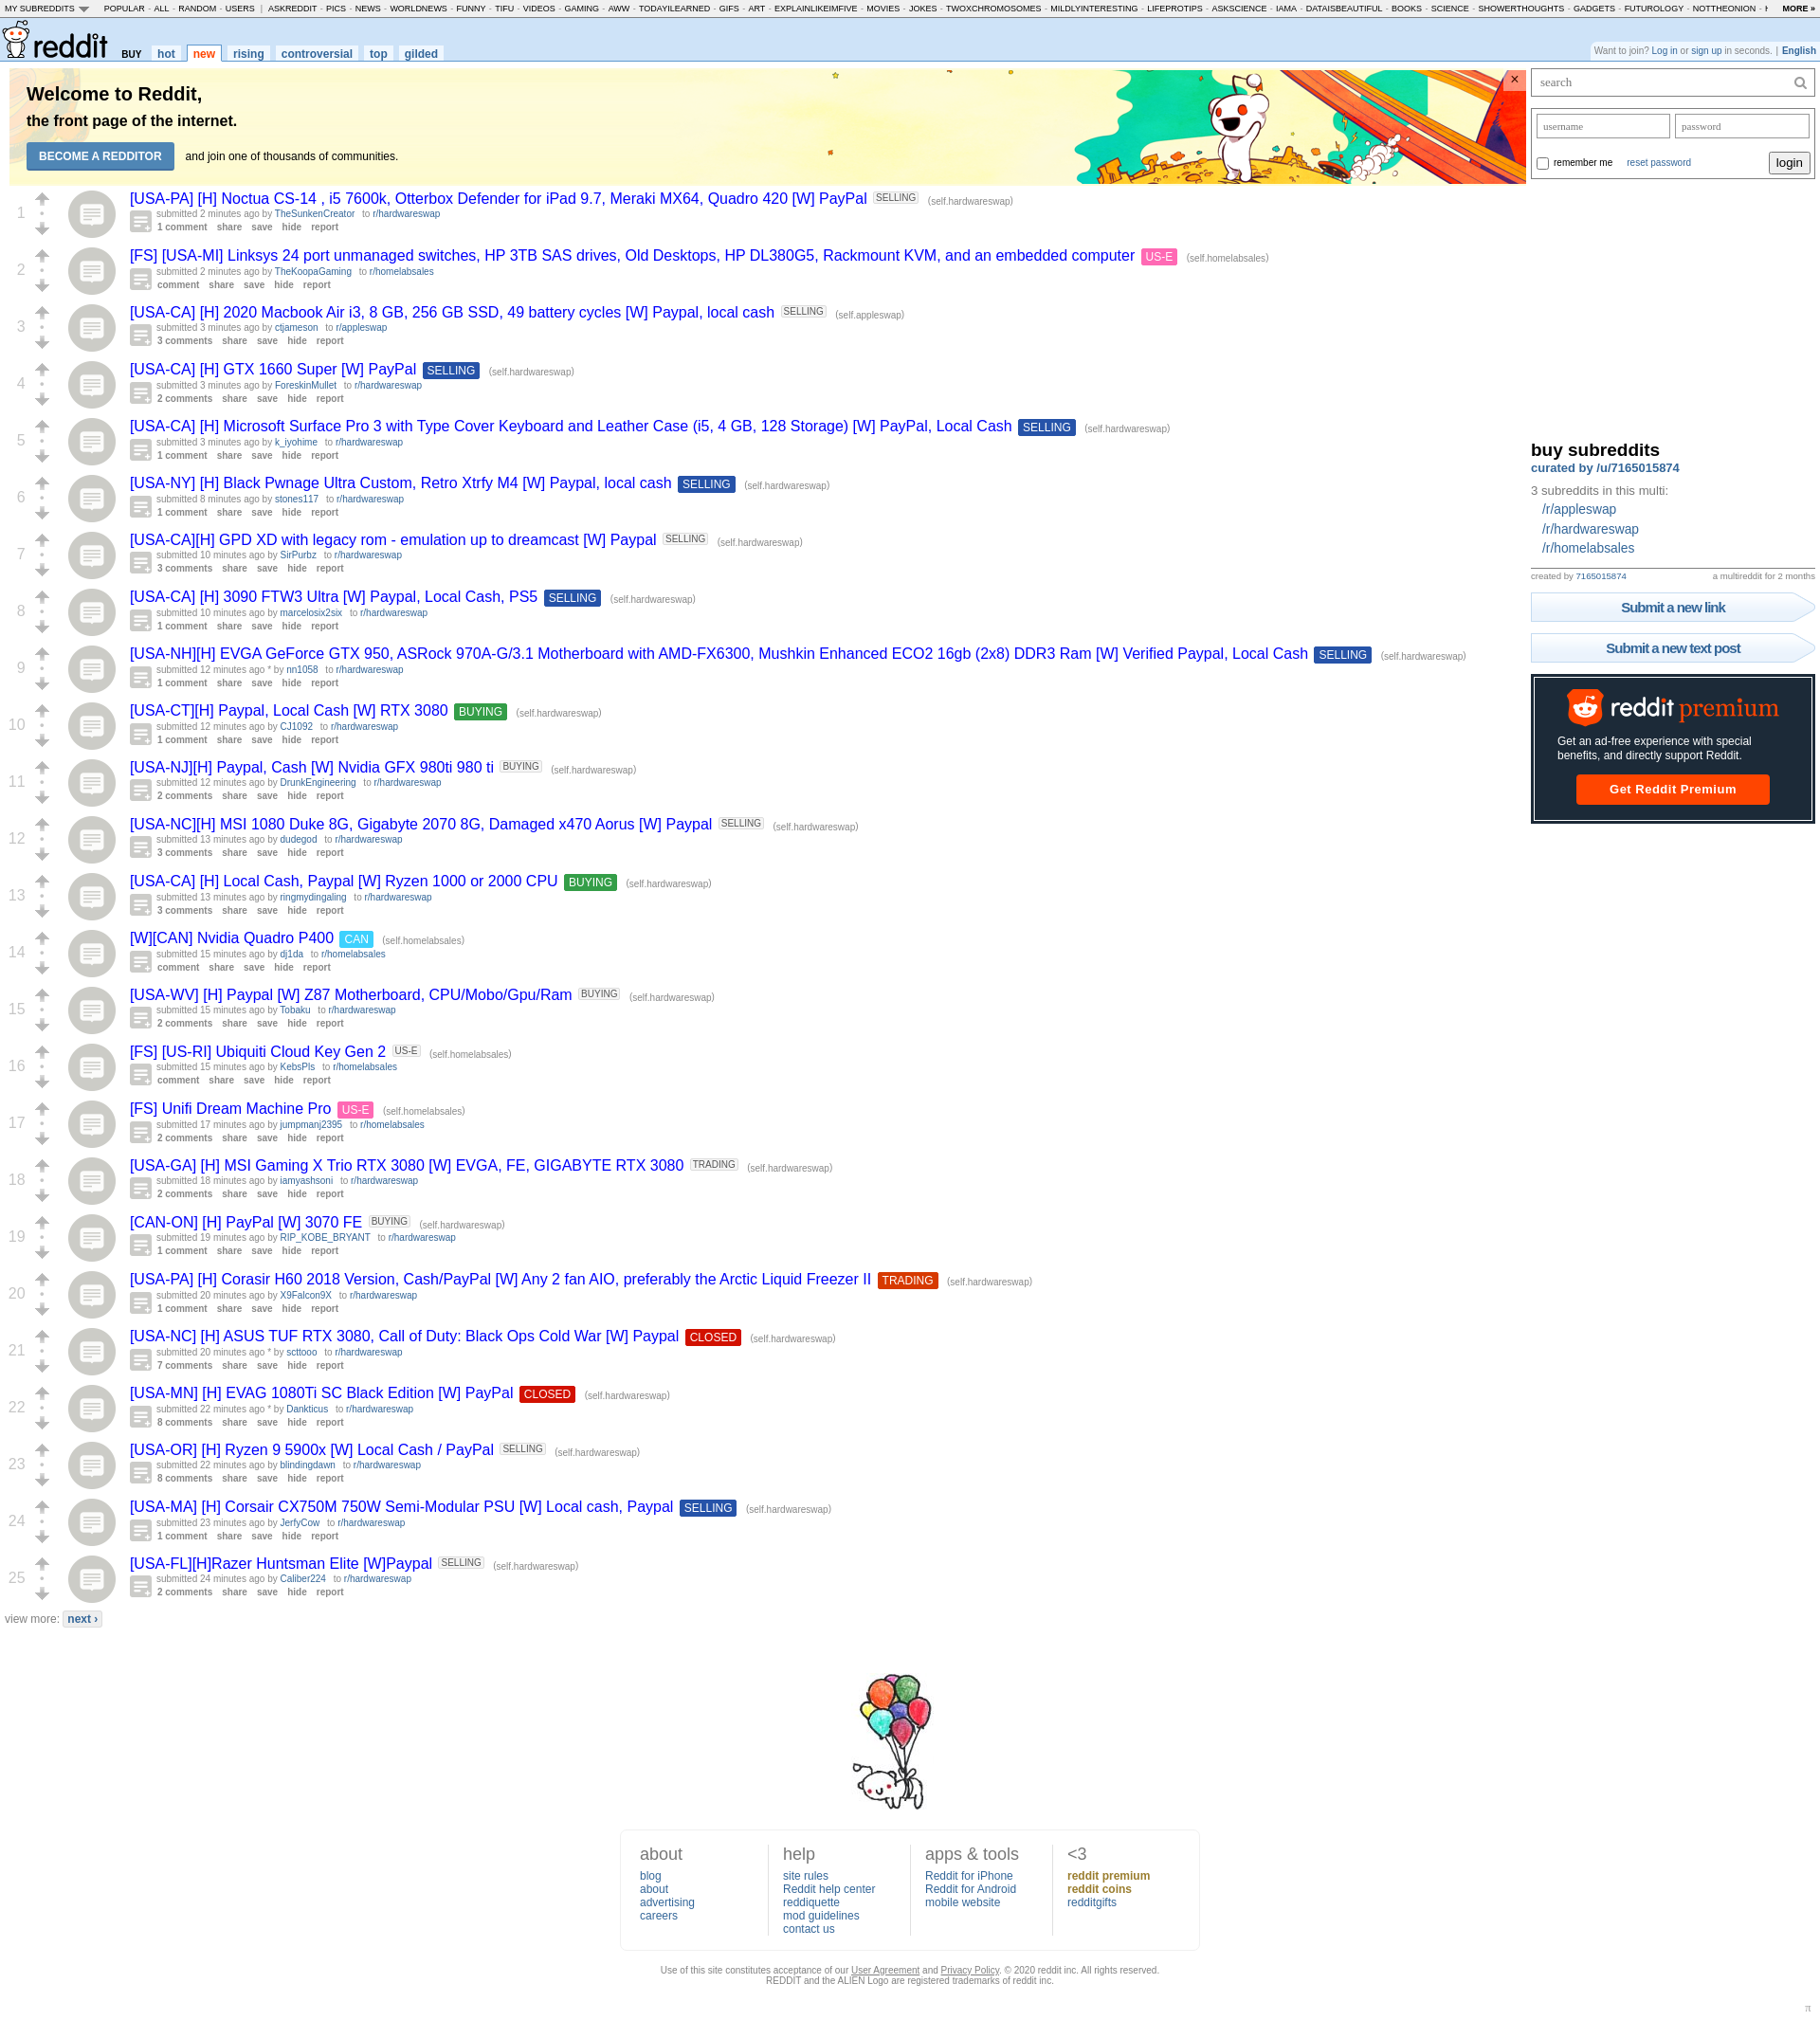 MY SUBREDDITS POPULAR - ALL - RANDOM - USERS | ASKREDDIT - PICS - NEWS - WORLDNEWS - FUNNY - TIFU - VIDEOS - GAMING - AWW - TODAYILEARNED - GIFS - ART - EXPLAINLIKEIMFIVE - MOVIES - JOKES - TWOXCHROMOSOMES - MILDLYINTERESTING - LIFEPROTIPS - ASKSCIENCE - IAMA - DATAISBEAUTIFUL - BOOKS - SCIENCE - SHOWERTHOUGHTS - GADGETS - FUTUROLOGY - NOTTHEONION - MORE »
reddit BUY hot new rising controversial top gilded
Want to join? Log in or sign up in seconds. | English
Welcome to Reddit,
the front page of the internet.
BECOME A REDDITOR and join one of thousands of communities.
×
search
username password
remember me reset password login
1
[USA-PA] [H] Noctua CS-14 , i5 7600k, Otterbox Defender for iPad 9.7, Meraki MX64, Quadro 420 [W] PayPal SELLING (self.hardwareswap)
submitted 2 minutes ago by TheSunkenCreator to r/hardwareswap
1 comment share save hide report
2
[FS] [USA-MI] Linksys 24 port unmanaged switches, HP 3TB SAS drives, Old Desktops, HP DL380G5, Rackmount KVM, and an embedded computer US-E (self.homelabsales)
submitted 2 minutes ago by TheKoopaGaming to r/homelabsales
comment share save hide report
3
[USA-CA] [H] 2020 Macbook Air i3, 8 GB, 256 GB SSD, 49 battery cycles [W] Paypal, local cash SELLING (self.appleswap)
submitted 3 minutes ago by ctjameson to r/appleswap
3 comments share save hide report
4
[USA-CA] [H] GTX 1660 Super [W] PayPal SELLING (self.hardwareswap)
submitted 3 minutes ago by ForeskinMullet to r/hardwareswap
2 comments share save hide report
5
[USA-CA] [H] Microsoft Surface Pro 3 with Type Cover Keyboard and Leather Case (i5, 4 GB, 128 Storage) [W] PayPal, Local Cash SELLING (self.hardwareswap)
submitted 3 minutes ago by k_iyohime to r/hardwareswap
1 comment share save hide report
6
[USA-NY] [H] Black Pwnage Ultra Custom, Retro Xtrfy M4 [W] Paypal, local cash SELLING (self.hardwareswap)
submitted 8 minutes ago by stones117 to r/hardwareswap
1 comment share save hide report
7
[USA-CA][H] GPD XD with legacy rom - emulation up to dreamcast [W] Paypal SELLING (self.hardwareswap)
submitted 10 minutes ago by SirPurbz to r/hardwareswap
3 comments share save hide report
8
[USA-CA] [H] 3090 FTW3 Ultra [W] Paypal, Local Cash, PS5 SELLING (self.hardwareswap)
submitted 10 minutes ago by marcelosix2six to r/hardwareswap
1 comment share save hide report
9
[USA-NH][H] EVGA GeForce GTX 950, ASRock 970A-G/3.1 Motherboard with AMD-FX6300, Mushkin Enhanced ECO2 16gb (2x8) DDR3 Ram [W] Verified Paypal, Local Cash SELLING (self.hardwareswap)
submitted 12 minutes ago * by nn1058 to r/hardwareswap
1 comment share save hide report
10
[USA-CT][H] Paypal, Local Cash [W] RTX 3080 BUYING (self.hardwareswap)
submitted 12 minutes ago by CJ1092 to r/hardwareswap
1 comment share save hide report
11
[USA-NJ][H] Paypal, Cash [W] Nvidia GFX 980ti 980 ti BUYING (self.hardwareswap)
submitted 12 minutes ago by DrunkEngineering to r/hardwareswap
2 comments share save hide report
12
[USA-NC][H] MSI 1080 Duke 8G, Gigabyte 2070 8G, Damaged x470 Aorus [W] Paypal SELLING (self.hardwareswap)
submitted 13 minutes ago by dudegod to r/hardwareswap
3 comments share save hide report
13
[USA-CA] [H] Local Cash, Paypal [W] Ryzen 1000 or 2000 CPU BUYING (self.hardwareswap)
submitted 13 minutes ago by ringmydingaling to r/hardwareswap
3 comments share save hide report
14
[W][CAN] Nvidia Quadro P400 CAN (self.homelabsales)
submitted 15 minutes ago by dj1da to r/homelabsales
comment share save hide report
15
[USA-WV] [H] Paypal [W] Z87 Motherboard, CPU/Mobo/Gpu/Ram BUYING (self.hardwareswap)
submitted 15 minutes ago by Tobaku to r/hardwareswap
2 comments share save hide report
16
[FS] [US-RI] Ubiquiti Cloud Key Gen 2 US-E (self.homelabsales)
submitted 15 minutes ago by KebsPls to r/homelabsales
comment share save hide report
17
[FS] Unifi Dream Machine Pro US-E (self.homelabsales)
submitted 17 minutes ago by jumpmanj2395 to r/homelabsales
2 comments share save hide report
18
[USA-GA] [H] MSI Gaming X Trio RTX 3080 [W] EVGA, FE, GIGABYTE RTX 3080 TRADING (self.hardwareswap)
submitted 18 minutes ago by iamyashsoni to r/hardwareswap
2 comments share save hide report
19
[CAN-ON] [H] PayPal [W] 3070 FE BUYING (self.hardwareswap)
submitted 19 minutes ago by RIP_KOBE_BRYANT to r/hardwareswap
1 comment share save hide report
20
[USA-PA] [H] Corasir H60 2018 Version, Cash/PayPal [W] Any 2 fan AIO, preferably the Arctic Liquid Freezer II TRADING (self.hardwareswap)
submitted 20 minutes ago by X9Falcon9X to r/hardwareswap
1 comment share save hide report
21
[USA-NC] [H] ASUS TUF RTX 3080, Call of Duty: Black Ops Cold War [W] Paypal CLOSED (self.hardwareswap)
submitted 20 minutes ago * by scttooo to r/hardwareswap
7 comments share save hide report
22
[USA-MN] [H] EVAG 1080Ti SC Black Edition [W] PayPal CLOSED (self.hardwareswap)
submitted 22 minutes ago * by Dankticus to r/hardwareswap
8 comments share save hide report
23
[USA-OR] [H] Ryzen 9 5900x [W] Local Cash / PayPal SELLING (self.hardwareswap)
submitted 22 minutes ago by blindingdawn to r/hardwareswap
8 comments share save hide report
24
[USA-MA] [H] Corsair CX750M 750W Semi-Modular PSU [W] Local cash, Paypal SELLING (self.hardwareswap)
submitted 23 minutes ago by JerfyCow to r/hardwareswap
1 comment share save hide report
25
[USA-FL][H]Razer Huntsman Elite [W]Paypal SELLING (self.hardwareswap)
submitted 24 minutes ago by Caliber224 to r/hardwareswap
2 comments share save hide report
view more: next ›
buy subreddits
curated by /u/7165015874
3 subreddits in this multi:
/r/appleswap
/r/hardwareswap
/r/homelabsales
created by 7165015874 a multireddit for 2 months
Submit a new link
Submit a new text post
reddit premium
Get an ad-free experience with special
benefits, and directly support Reddit.
Get Reddit Premium
about
blog
about
advertising
careers
help
site rules
Reddit help center
reddiquette
mod guidelines
contact us
apps & tools
Reddit for iPhone
Reddit for Android
mobile website
<3
reddit premium
reddit coins
redditgifts
Use of this site constitutes acceptance of our User Agreement and Privacy Policy. © 2020 reddit inc. All rights reserved.
REDDIT and the ALIEN Logo are registered trademarks of reddit inc.
π